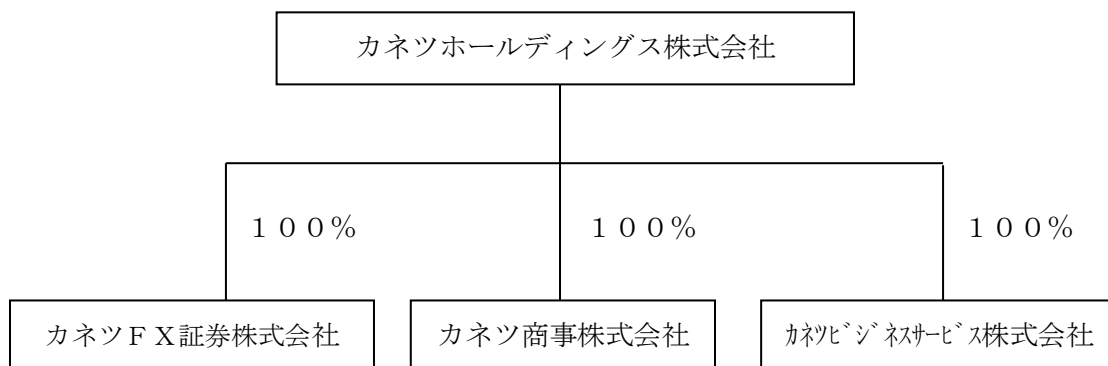 カネツホールディングス株式会社
１００％ １００％ １００％
カネツＦＸ証券株式会社 カネツ商事株式会社 ｶﾈﾂﾋﾞｼﾞﾈｽｻｰﾋﾞｽ株式会社